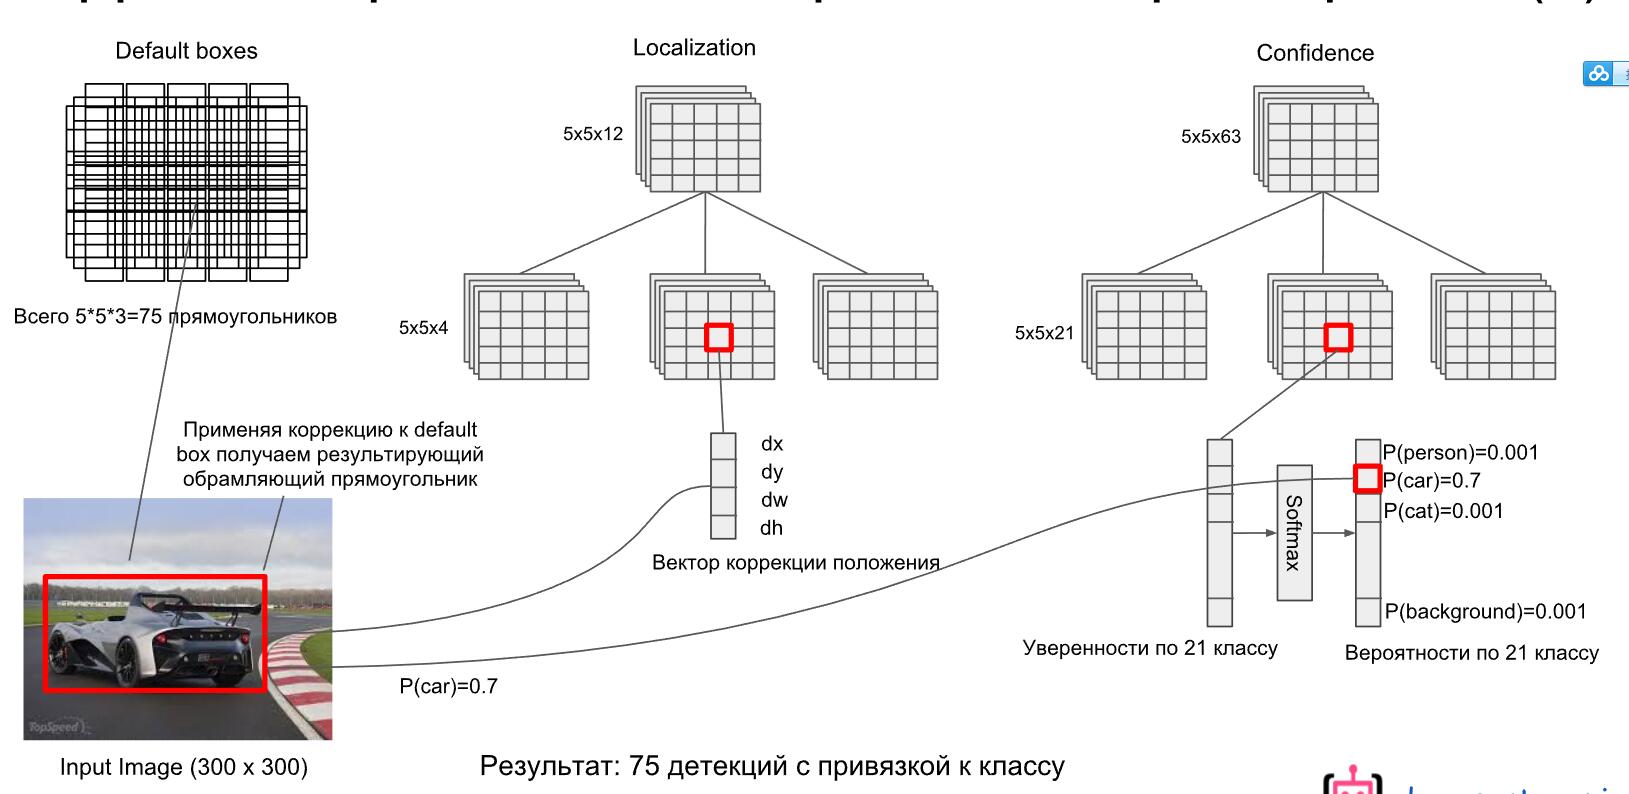 Default boxes
Localization
Confidence
5x5x12
5x5x63
Всего 5*5*3=75 прямоугольников
5x5x4
5x5x21
Применяя коррекцию к default
box получаем результирующий
обрамляющий прямоугольник
dx
dy
dw
dh
Вектор коррекции положения
Softmax
P(person)=0.001
P(car)=0.7
P(cat)=0.001
P(background)=0.001
Уверенности по 21 классу
Вероятности по 21 классу
P(car)=0.7
TopSpeed
Input Image (300 x 300)
Результат: 75 детекций с привязкой к классу